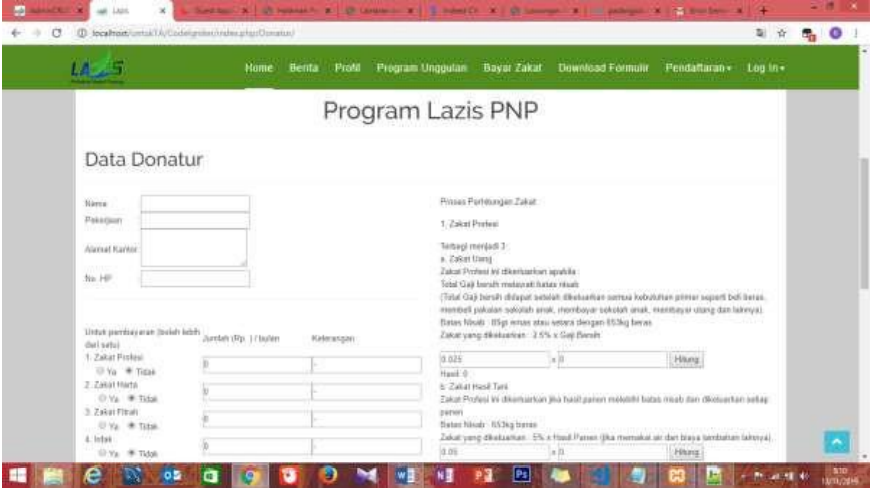 Lazis
localhost/untukTA/CodeIgniter/index.php/Donatur/
LAZIS
Home Berita Profil Program Unggulan Bayar Zakat Download Formulir Pendaftaran Log In
Program Lazis PNP
Data Donatur
Nama
Pekerjaan
Alamat Kantor
No. HP
Untuk pembayaran (boleh lebih dari satu)
Jumlah (Rp. ) / bulan
Keterangan
1. Zakat Profesi
Ya Tidak
0 -
2. Zakat Harta
Ya Tidak
0 -
3. Zakat Fitrah
Ya Tidak
0 -
4. Infak
Ya Tidak
0 -
Proses Perhitungan Zakat
1. Zakat Profesi
Terbagi menjadi 3 :
a. Zakat Uang
Zakat Profesi ini dikeluarkan apabila
Total Gaji bersih melewati batas nisab
(Total Gaji bersih didapat setelah dikeluarkan semua kebutuhan primer seperti beli beras,
membeli pakaian sekolah anak, membayar sekolah anak, membayar utang dan lainnya)
Batas Nisab : 85gr emas atau setara dengan 653kg beras
Zakat yang dikeluarkan : 2.5% x Gaji Bersih
0.025 x 0 Hitung
Hasil: 0
b. Zakat Hasil Tani
Zakat Profesi ini dikeluarkan jika hasil panen melebihi batas nisab dan dikeluarkan setiap
panen
Batas Nisab : 653kg beras
Zakat yang dikeluarkan : 5% x Hasil Panen (jika memakai air dan biaya tambahan lainnya)
0.05 x 0 Hitung